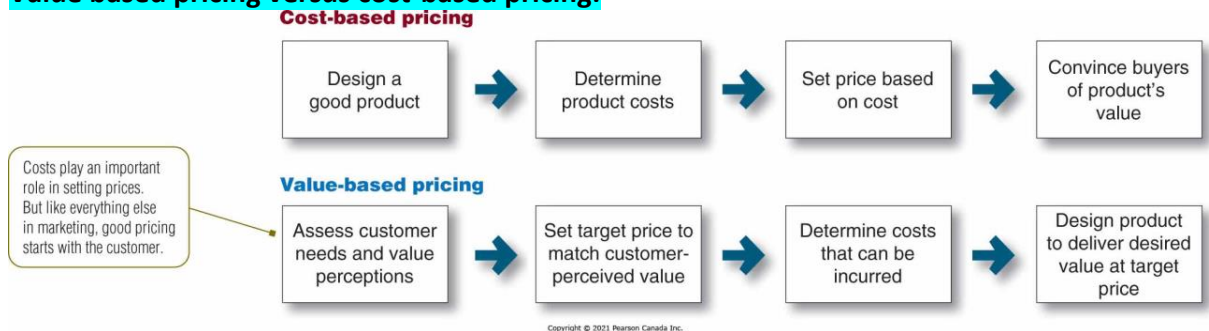 Value based pricing versus cost-based pricing:
Cost-based pricing
Design a
good product
Determine
product costs
Set price based
on cost
Convince buyers
of product's
value
Costs play an important
role in setting prices.
But like everything else
in marketing, good pricing
starts with the customer.
Value-based pricing
Assess customer
needs and value
perceptions
Set target price to
match customer-
perceived value
Determine costs
that can be
incurred
Design product
to deliver desired
value at target
price
Copyright © 2021 Pearson Canada Inc.